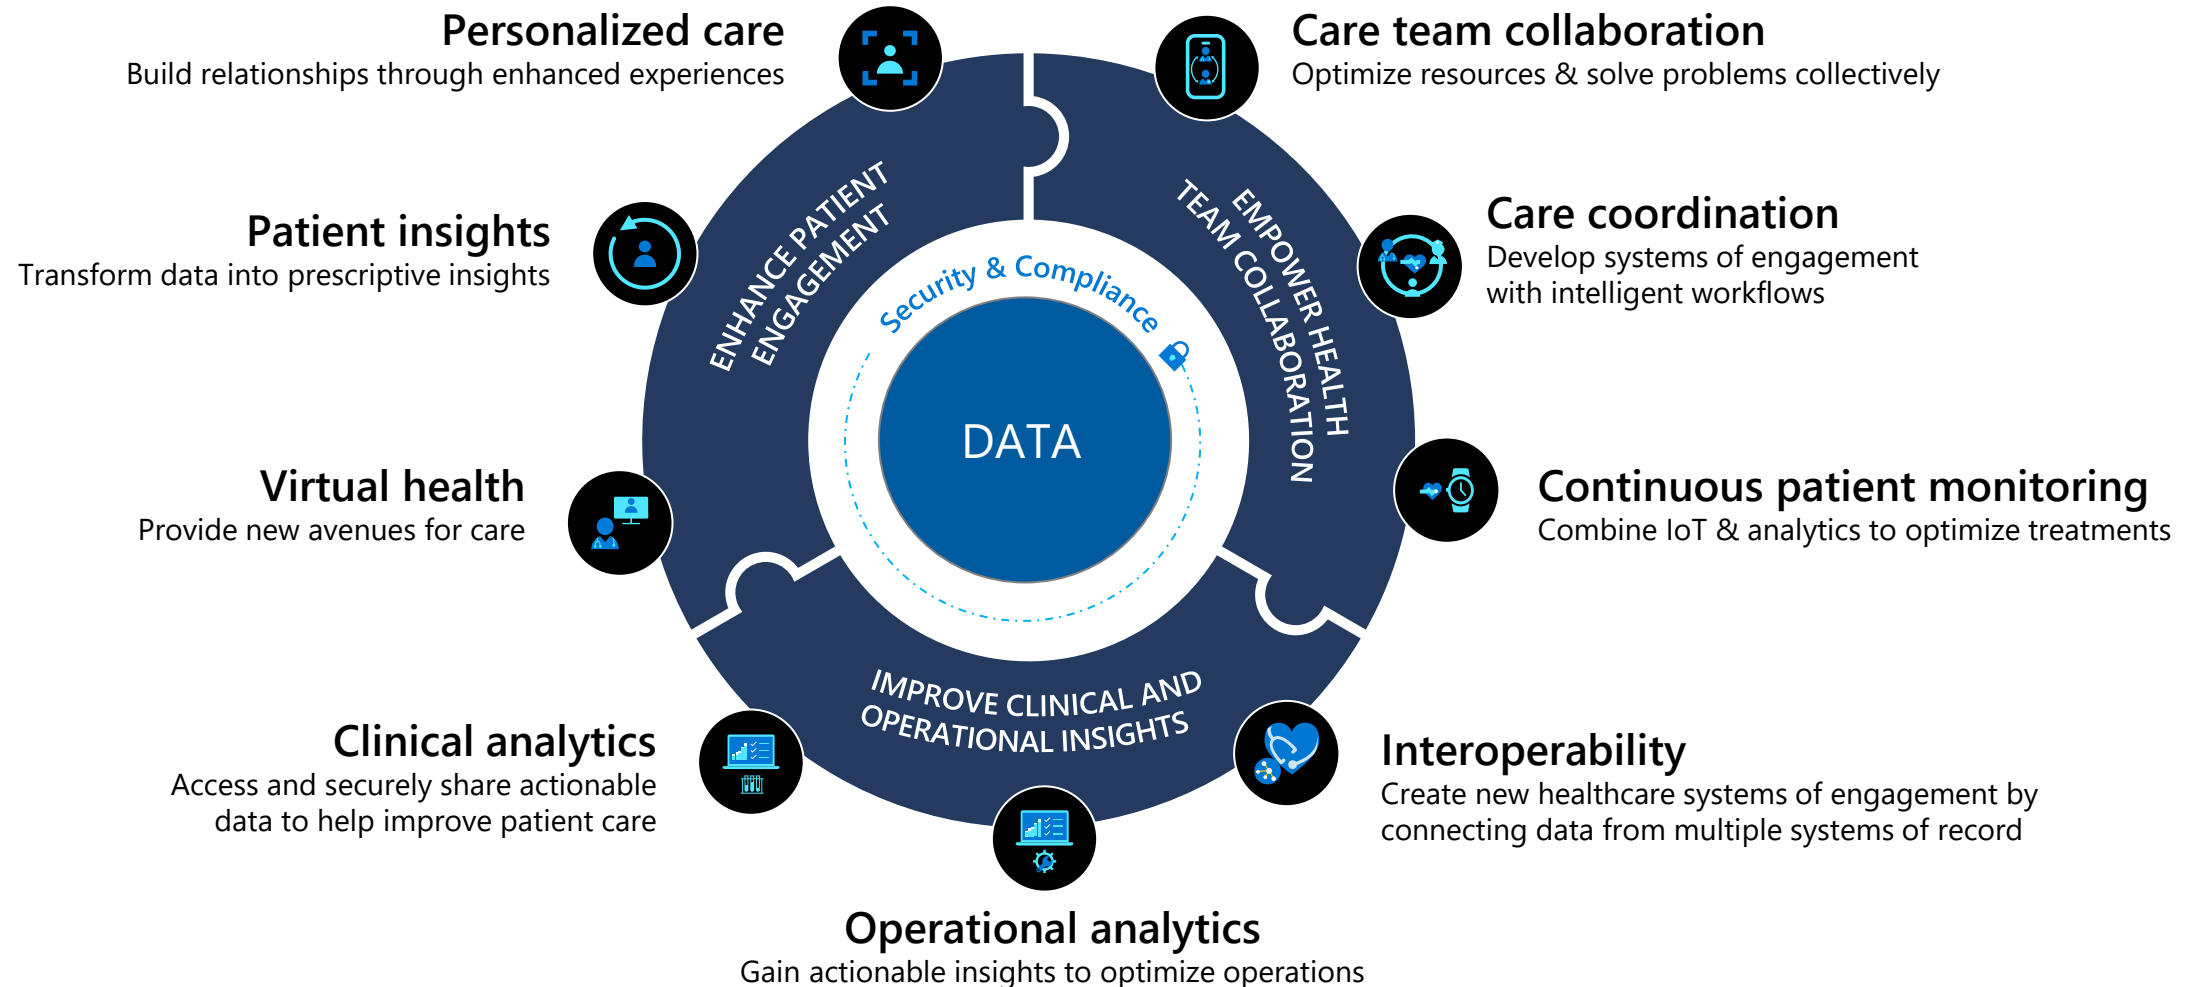 Personalized care
Build relationships through enhanced experiences
Care team collaboration
Optimize resources & solve problems collectively
Patient insights
Transform data into prescriptive insights
Care coordination
Develop systems of engagement
with intelligent workflows
ENHANCE PATIENT
ENGAGEMENT
EMPOWER HEALTH
TEAM COLLABORATION
Security & Compliance
DATA
Virtual health
Provide new avenues for care
Continuous patient monitoring
Combine IoT & analytics to optimize treatments
IMPROVE CLINICAL AND
OPERATIONAL INSIGHTS
Clinical analytics
Access and securely share actionable
data to help improve patient care
Interoperability
Create new healthcare systems of engagement by
connecting data from multiple systems of record
Operational analytics
Gain actionable insights to optimize operations